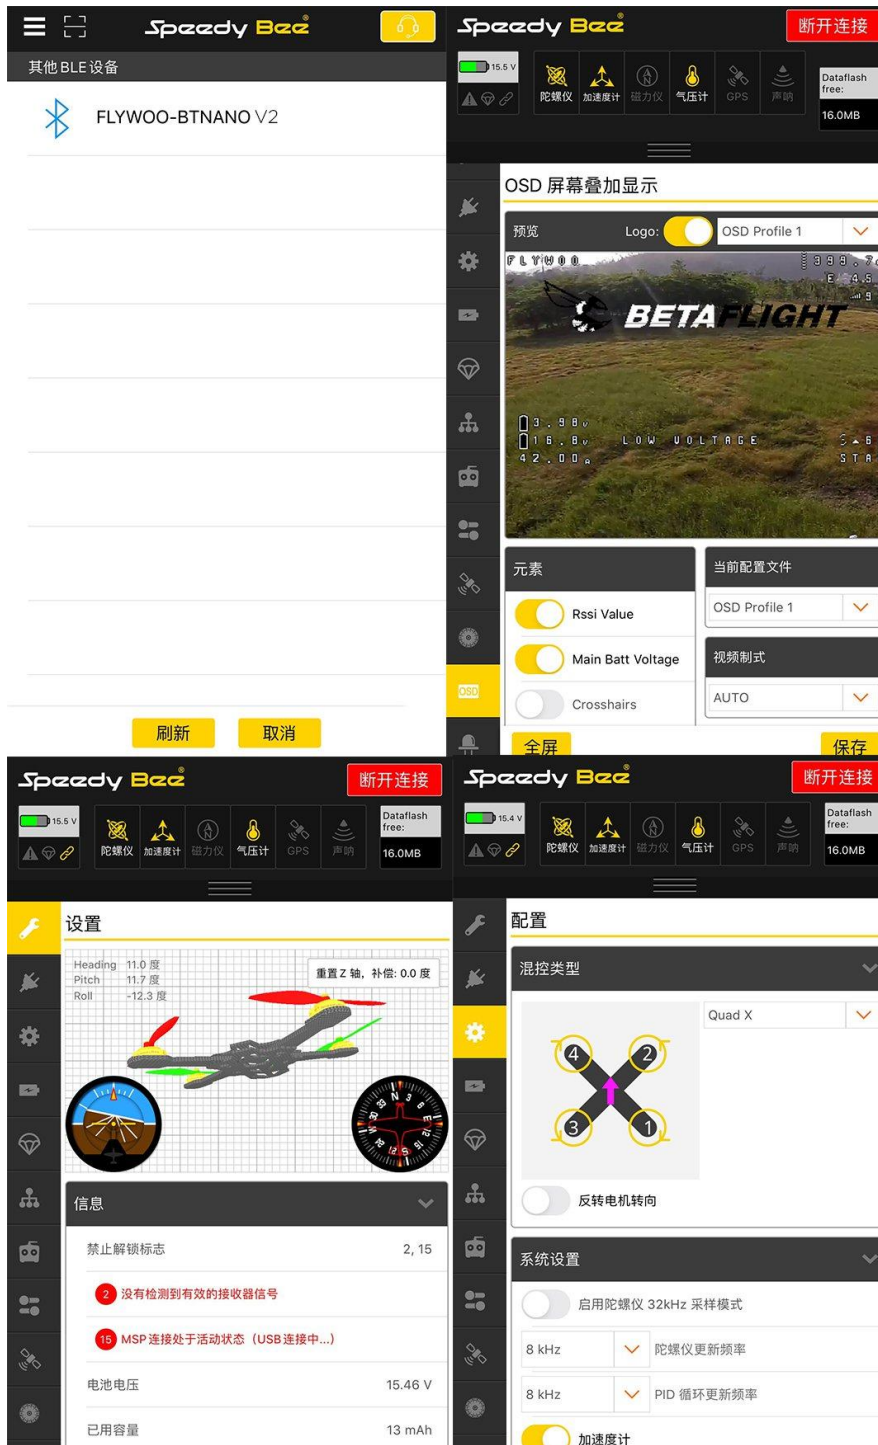 Speedy Bee
其他BLE设备
FLYWOO-BTNANO V2
刷新
取消
Speedy Bee
断开连接
15.5 V
陀螺仪
加速度计
磁力仪
气压计
GPS
声呐
Dataflash
free:
16.0MB
OSD 屏幕叠加显示
预览
Logo:
OSD Profile 1
FLYWOO
BETAFLIGHT
3.98v
16.8v
LOW VOLTAGE
42.00A
STA
OSD
元素
Rssi Value
Main Batt Voltage
Crosshairs
当前配置文件
OSD Profile 1
视频制式
AUTO
全屏
保存
Speedy Bee
断开连接
15.5 V
陀螺仪
加速度计
磁力仪
气压计
GPS
声呐
Dataflash
free:
16.0MB
设置
Heading 11.0 度
Pitch 11.7 度
Roll -12.3 度
重置 Z 轴，补偿: 0.0 度
信息
禁止解锁标志 2, 15
2 没有检测到有效的接收器信号
15 MSP 连接处于活动状态（USB 连接中...）
电池电压 15.46 V
已用容量 13 mAh
Speedy Bee
断开连接
15.4 V
陀螺仪
加速度计
磁力仪
气压计
GPS
声呐
Dataflash
free:
16.0MB
配置
混控类型
Quad X
4
2
3
1
反转电机转向
系统设置
启用陀螺仪 32kHz 采样模式
8 kHz 陀螺仪更新频率
8 kHz PID 循环更新频率
加速度计